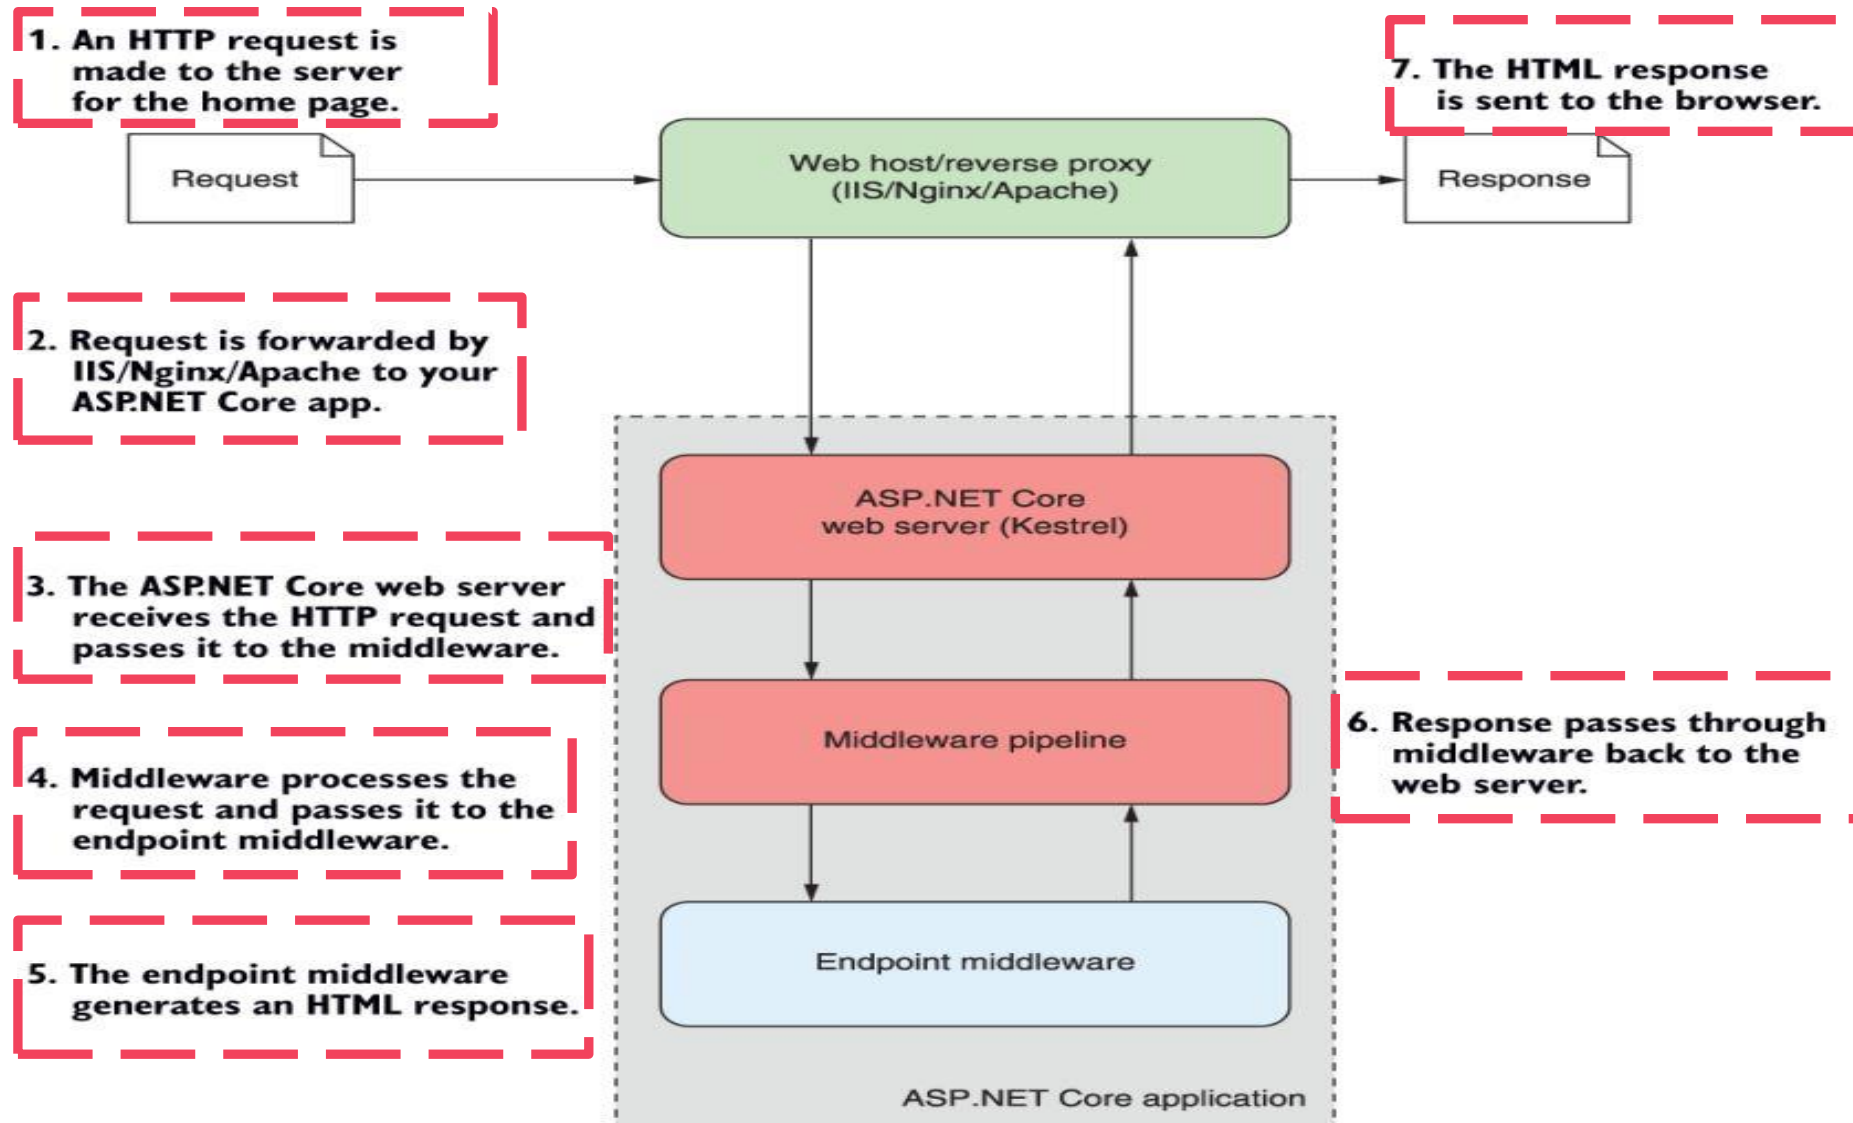 1. An HTTP request is
made to the server
for the home page.
7. The HTML response
is sent to the browser.
Request
Web host/reverse proxy
(IIS/Nginx/Apache)
Response
2. Request is forwarded by
IIS/Nginx/Apache to your
ASP.NET Core app.
ASP.NET Core
web server (Kestrel)
3. The ASP.NET Core web server
receives the HTTP request and
passes it to the middleware.
Middleware pipeline
6. Response passes through
middleware back to the
web server.
4. Middleware processes the
request and passes it to the
endpoint middleware.
Endpoint middleware
5. The endpoint middleware
generates an HTML response.
ASP.NET Core application